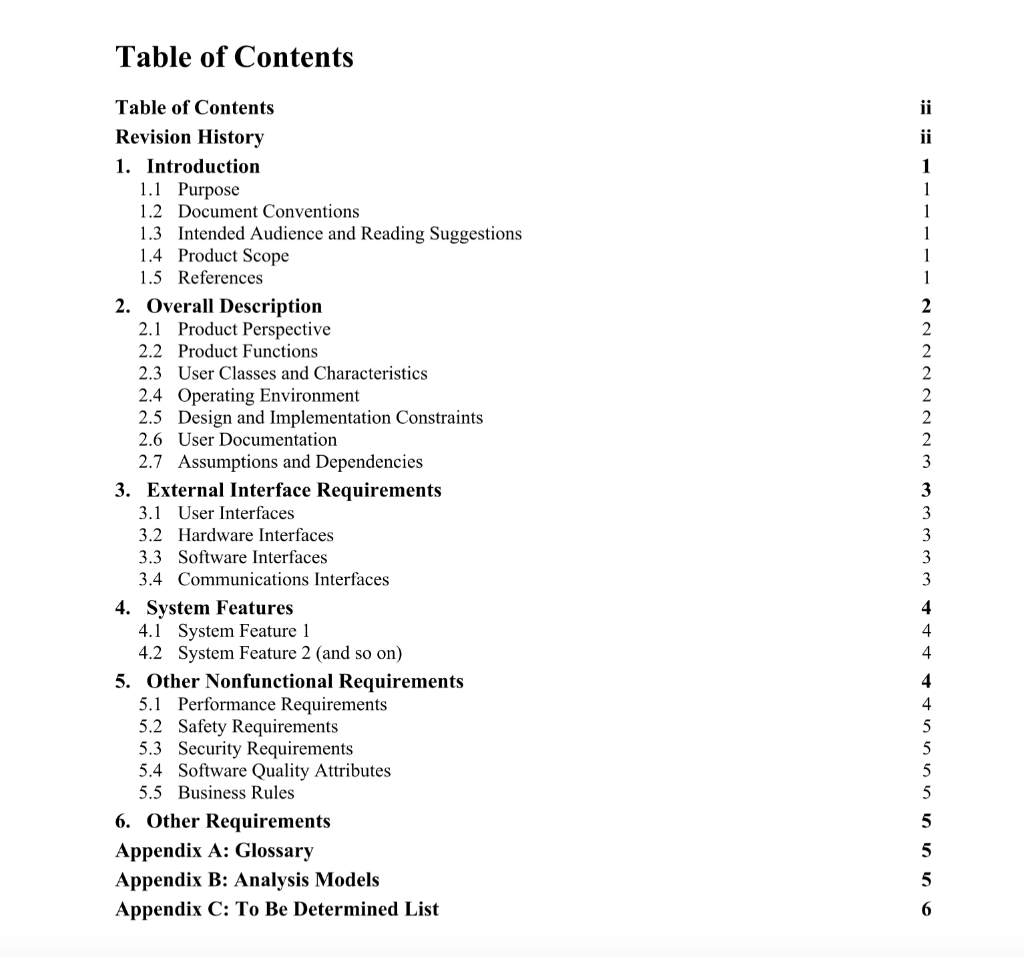 Table of Contents
Table of Contents ii
Revision History ii
1. Introduction 1
1.1 Purpose 1
1.2 Document Conventions 1
1.3 Intended Audience and Reading Suggestions 1
1.4 Product Scope 1
1.5 References 1
2. Overall Description 2
2.1 Product Perspective 2
2.2 Product Functions 2
2.3 User Classes and Characteristics 2
2.4 Operating Environment 2
2.5 Design and Implementation Constraints 2
2.6 User Documentation 2
2.7 Assumptions and Dependencies 3
3. External Interface Requirements 3
3.1 User Interfaces 3
3.2 Hardware Interfaces 3
3.3 Software Interfaces 3
3.4 Communications Interfaces 3
4. System Features 4
4.1 System Feature 1 4
4.2 System Feature 2 (and so on) 4
5. Other Nonfunctional Requirements 4
5.1 Performance Requirements 4
5.2 Safety Requirements 5
5.3 Security Requirements 5
5.4 Software Quality Attributes 5
5.5 Business Rules 5
6. Other Requirements 5
Appendix A: Glossary 5
Appendix B: Analysis Models 5
Appendix C: To Be Determined List 6